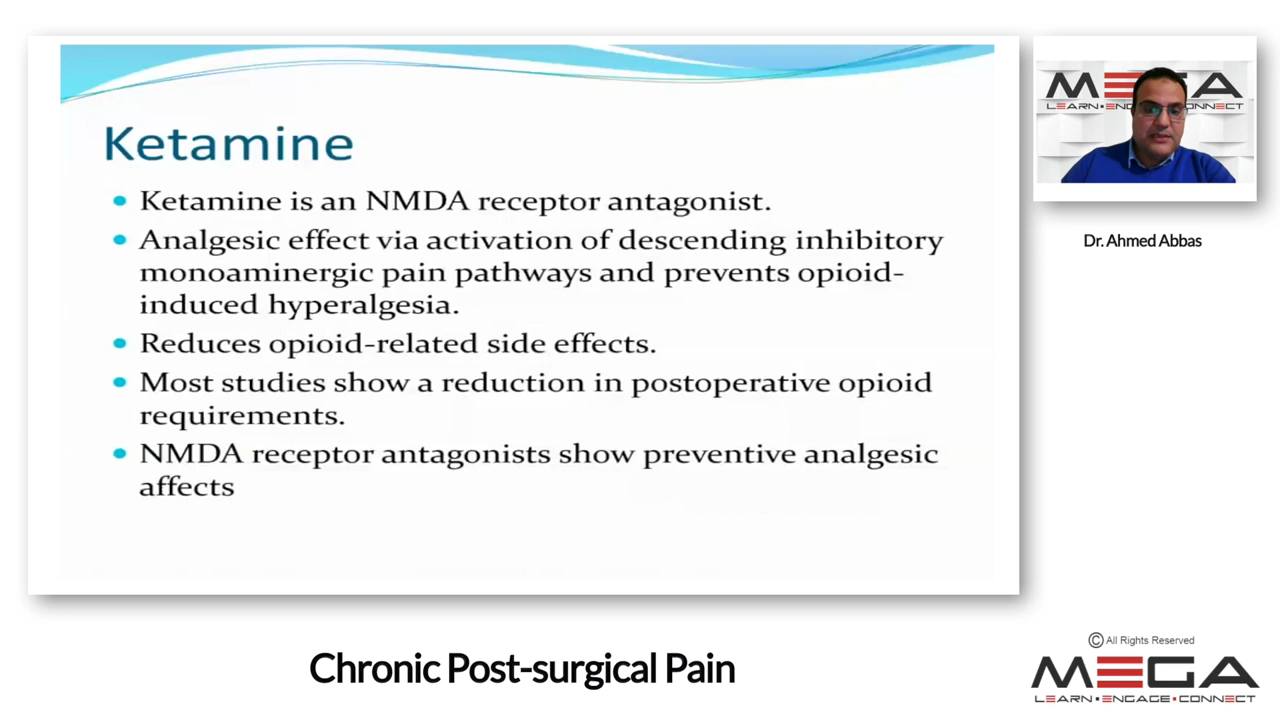 Ketamine
• Ketamine is an NMDA receptor antagonist.
• Analgesic effect via activation of descending inhibitory
monoaminergic pain pathways and prevents opioid-
induced hyperalgesia.
• Reduces opioid-related side effects.
• Most studies show a reduction in postoperative opioid
requirements.
• NMDA receptor antagonists show preventive analgesic
affects
MEGA
LEARN•ENGAGE•CONNECT
Dr. Ahmed Abbas
Chronic Post-surgical Pain
© All Rights Reserved
MEGA
LEARN•ENGAGE•CONNECT